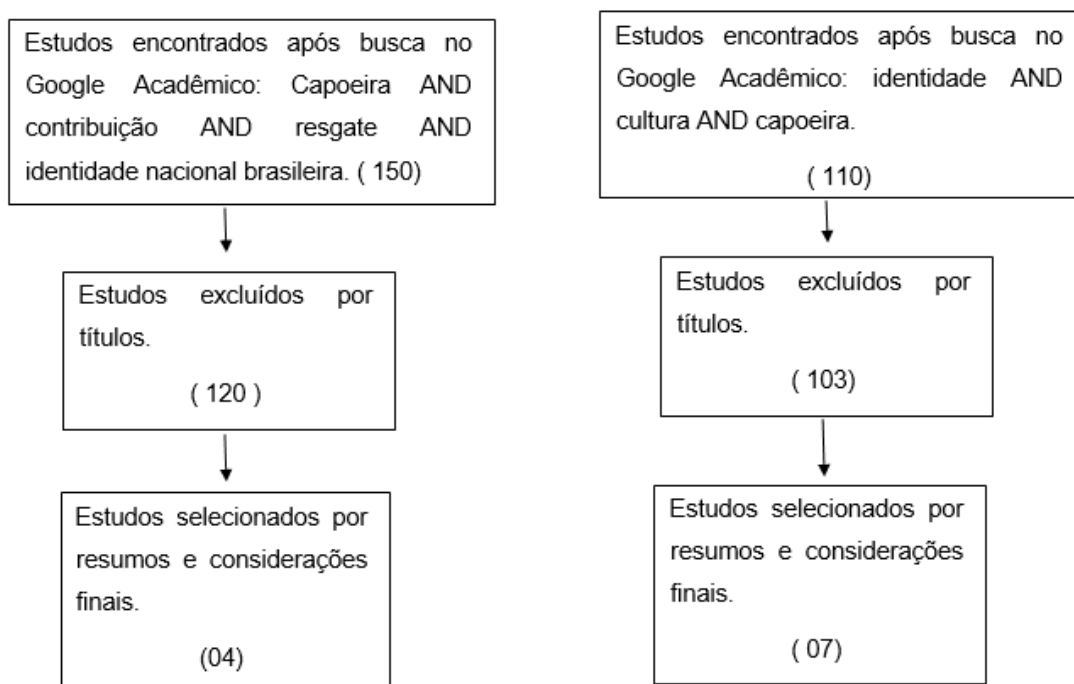 Estudos encontrados após busca no
Google Acadêmico: Capoeira AND
contribuição AND resgate AND
identidade nacional brasileira. ( 150)
Estudos excluídos por
títulos.
( 120 )
Estudos selecionados por
resumos e considerações
finais.
(04)
Estudos encontrados após busca no
Google Acadêmico: identidade AND
cultura AND capoeira.
( 110)
Estudos excluídos por
títulos.
( 103)
Estudos selecionados por
resumos e considerações
finais.
( 07)